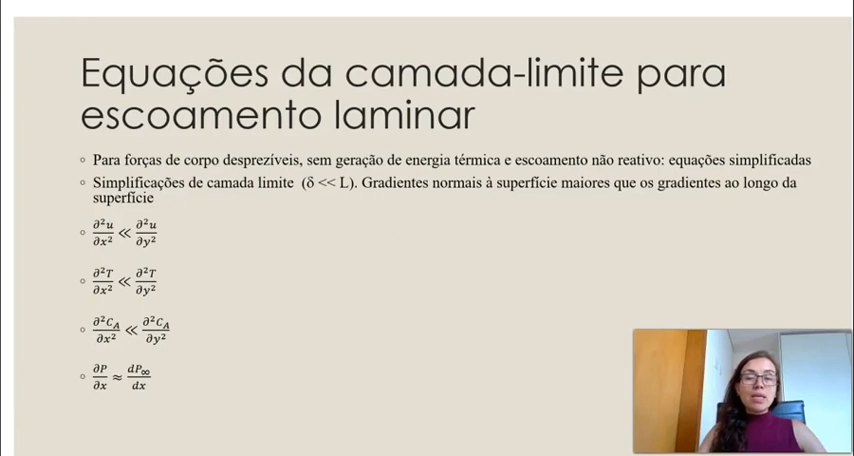 Equações da camada-limite para
escoamento laminar
◦ Para forças de corpo desprezíveis, sem geração de energia térmica e escoamento não reativo: equações simplificadas
◦ Simplificações de camada limite (δ << L). Gradientes normais à superfície maiores que os gradientes ao longo da
superfície
◦ ∂²u/∂x² ≪ ∂²u/∂y²
◦ ∂²T/∂x² ≪ ∂²T/∂y²
◦ ∂²C_A/∂x² ≪ ∂²C_A/∂y²
◦ ∂P/∂x ≈ dP_∞/dx